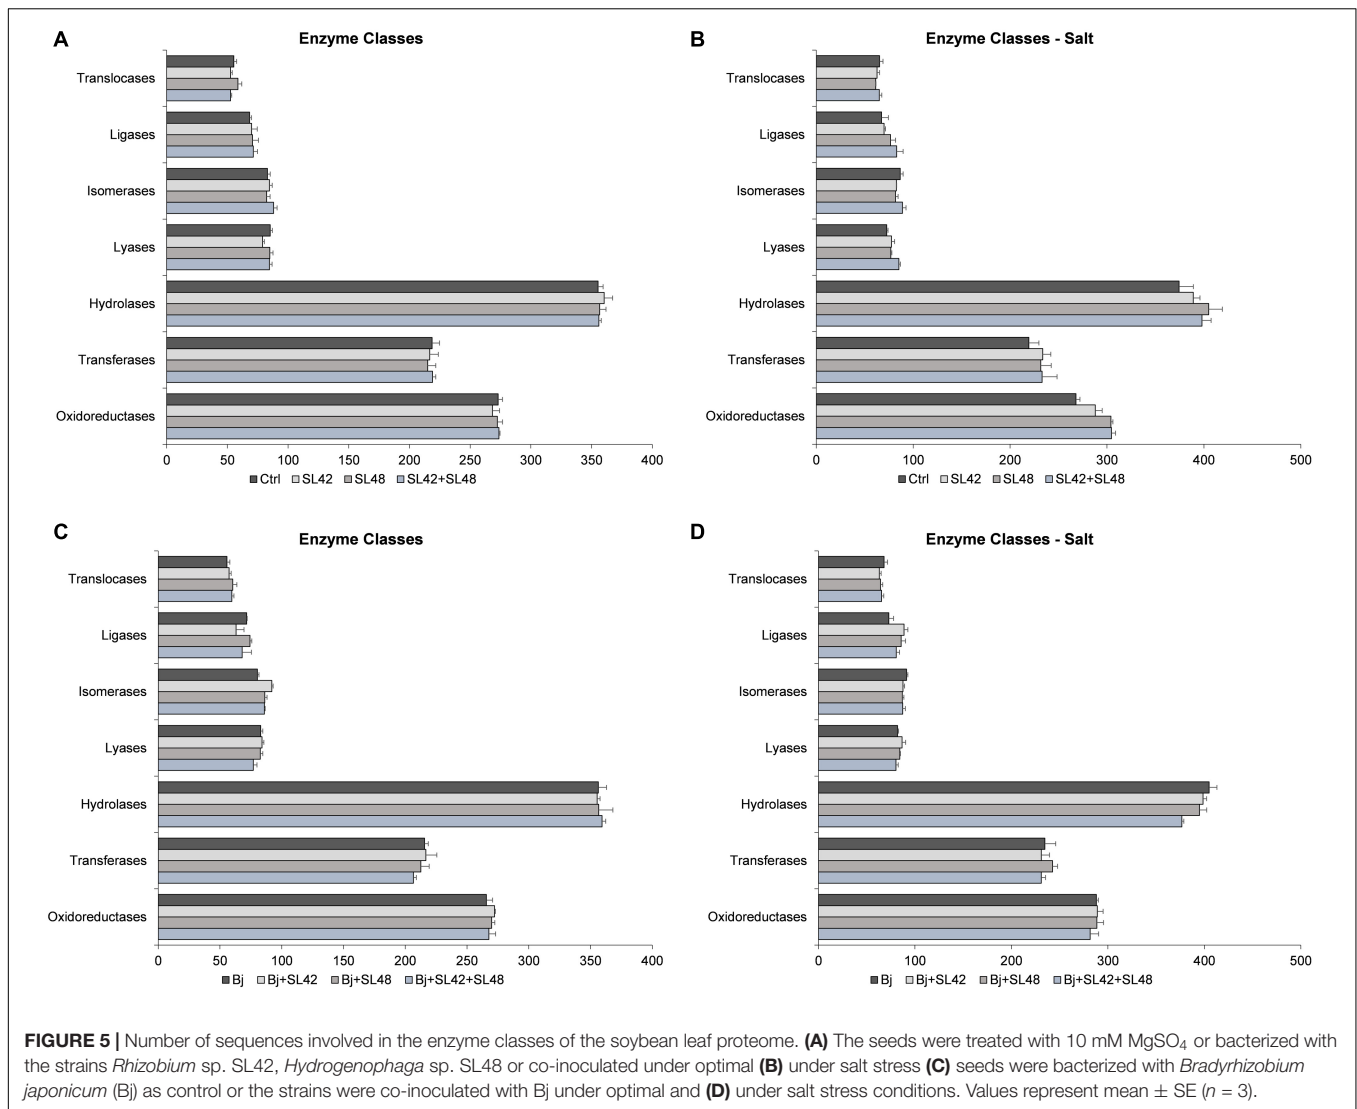 A
Enzyme Classes
Translocases
Ligases
Isomerases
Lyases
Hydrolases
Transferases
Oxidoreductases
0 50 100 150 200 250 300 350 400
Ctrl SL42 SL48 SL42+SL48
B
Enzyme Classes - Salt
Translocases
Ligases
Isomerases
Lyases
Hydrolases
Transferases
Oxidoreductases
0 100 200 300 400 500
Ctrl SL42 SL48 SL42+SL48
C
Enzyme Classes
Translocases
Ligases
Isomerases
Lyases
Hydrolases
Transferases
Oxidoreductases
0 50 100 150 200 250 300 350 400
Bj Bj+SL42 Bj+SL48 Bj+SL42+SL48
D
Enzyme Classes - Salt
Translocases
Ligases
Isomerases
Lyases
Hydrolases
Transferases
Oxidoreductases
0 100 200 300 400 500
Bj Bj+SL42 Bj+SL48 Bj+SL42+SL48
FIGURE 5 | Number of sequences involved in the enzyme classes of the soybean leaf proteome. (A) The seeds were treated with 10 mM MgSO₄ or bacterized with
the strains Rhizobium sp. SL42, Hydrogenophaga sp. SL48 or co-inoculated under optimal (B) under salt stress (C) seeds were bacterized with Bradyrhizobium
japonicum (Bj) as control or the strains were co-inoculated with Bj under optimal and (D) under salt stress conditions. Values represent mean ± SE (n = 3).